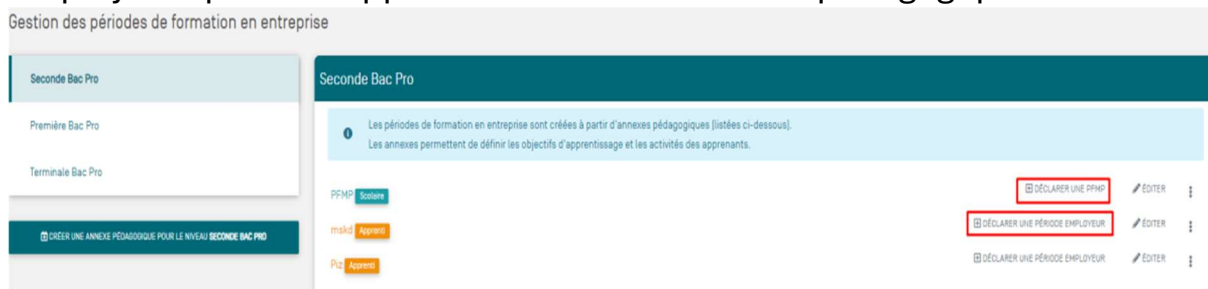 Gestion des périodes de formation en entreprise
Seconde Bac Pro
Première Bac Pro
Terminale Bac Pro
CRÉER UNE ANNEXE PÉDAGOGIQUE POUR LE NIVEAU SECONDE BAC PRO
Seconde Bac Pro
Les périodes de formation en entreprise sont créées à partir d'annexes pédagogiques (listées ci-dessous).
Les annexes permettent de définir les objectifs d'apprentissage et les activités des apprenants.
PFMP Scolaire DÉCLARER UNE PFMP ÉDITER
mskd Apprenti DÉCLARER UNE PÉRIODE EMPLOYEUR ÉDITER
Piz Apprenti DÉCLARER UNE PÉRIODE EMPLOYEUR ÉDITER